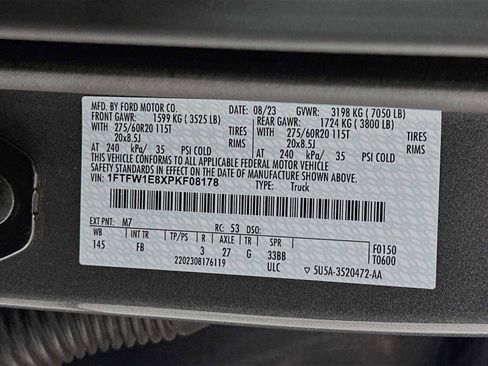 MFD. BY FORD MOTOR CO. 08/23 GVWR: 3198 KG ( 7050 LB)
FRONT GAWR: 1599 KG ( 3525 LB) REAR GAWR: 1724 KG ( 3800 LB)
WITH 275/60R20 115T TIRES WITH 275/60R20 115T TIRES
20x8.5J RIMS 20x8.5J RIMS
AT 240 kPa/ 35 PSI COLD AT 240 kPa/ 35 PSI COLD
THIS VEHICLE CONFORMS TO ALL APPLICABLE FEDERAL MOTOR VEHICLE
SAFETY STANDARDS IN EFFECT ON THE DATE OF MANUFACTURE SHOWN ABOVE.
VIN: 1FTFW1E8XPKF08178 TYPE: Truck
EXT PNT: M7 RC: 53 DSO:
WB INT TR TP/PS R AXLE TR SPR F0150
145 FB 3 27 G 33BB T0600
2202308176119 ULC ▽ 5U5A-3520472-AA